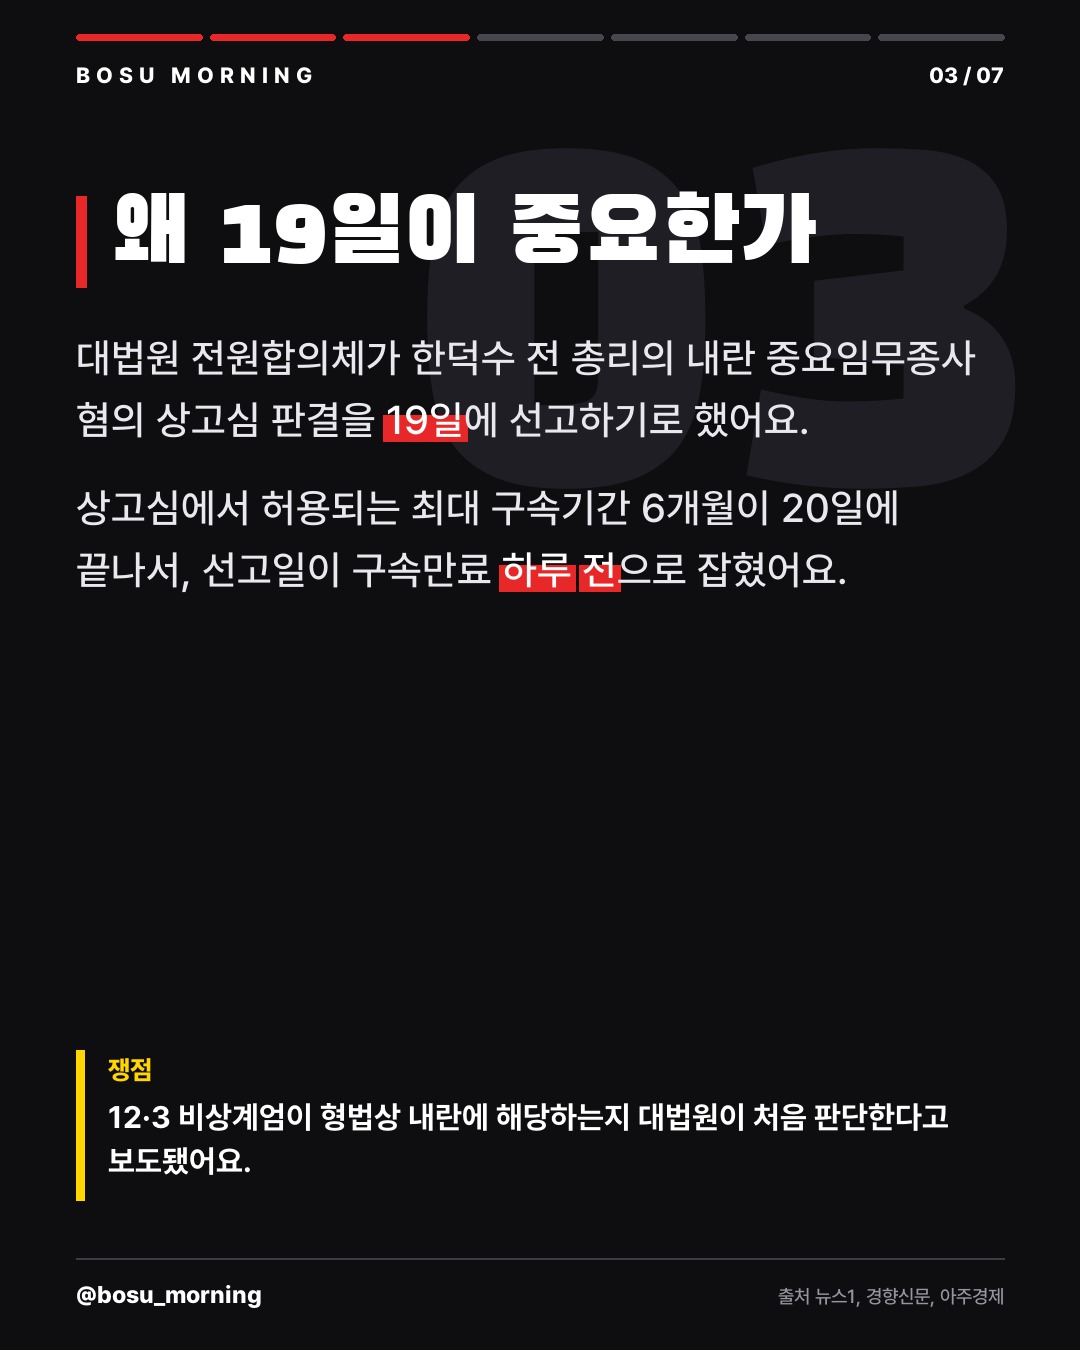 BOSU MORNING
03 / 07
03
왜 19일이 중요한가
대법원 전원합의체가 한덕수 전 총리의 내란 중요임무종사
혐의 상고심 판결을 19일에 선고하기로 했어요.
상고심에서 허용되는 최대 구속기간 6개월이 20일에
끝나서, 선고일이 구속만료 하루 전으로 잡혔어요.
쟁점
12·3 비상계엄이 형법상 내란에 해당하는지 대법원이 처음 판단한다고
보도됐어요.
@bosu_morning
출처 뉴스1, 경향신문, 아주경제